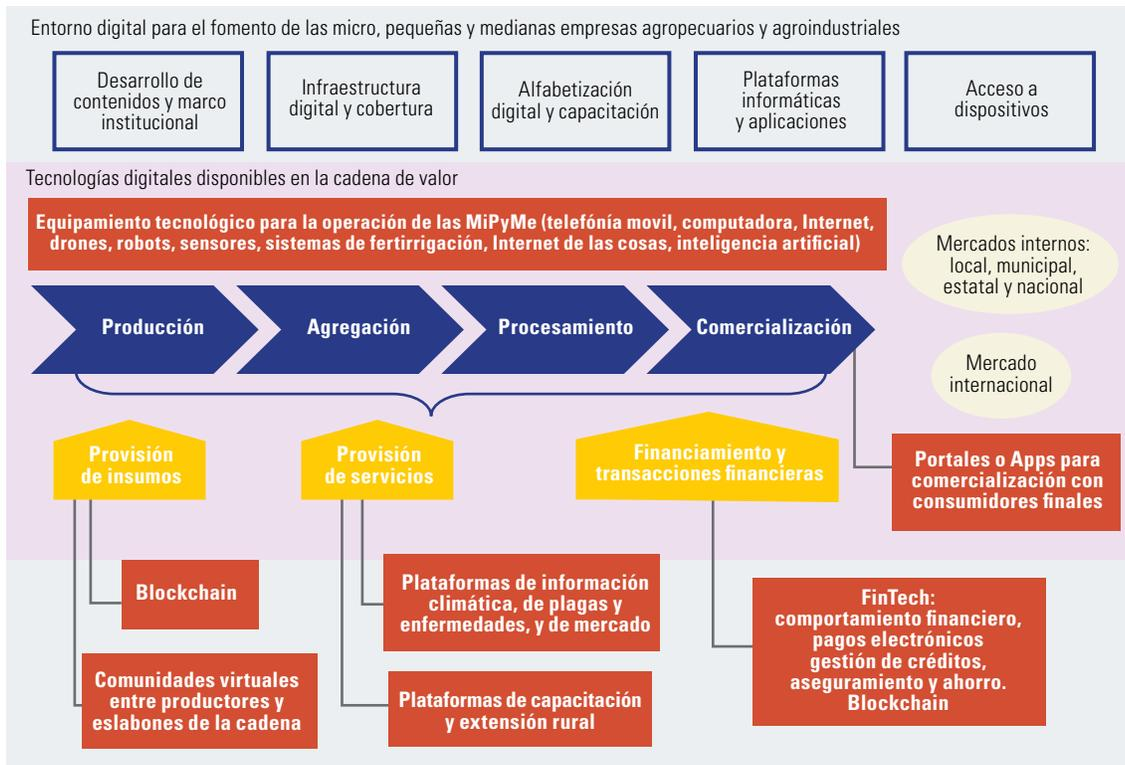 Entorno digital para el fomento de las micro, pequeñas y medianas empresas agropecuarios y agroindustriales
Desarrollo de
contenidos y marco
institucional
Infraestructura
digital y cobertura
Alfabetización
digital y capacitación
Plataformas
informáticas
y aplicaciones
Acceso a
dispositivos
Tecnologías digitales disponibles en la cadena de valor
Equipamiento tecnológico para la operación de las MiPyMe (telefónía movil, computadora, Internet,
drones, robots, sensores, sistemas de fertirrigación, Internet de las cosas, inteligencia artificial)
Mercados internos:
local, municipal,
estatal y nacional
Producción
Agregación
Procesamiento
Comercialización
Mercado
internacional
Provisión
de insumos
Provisión
de servicios
Financiamiento y
transacciones financieras
Portales o Apps para
comercialización con
consumidores finales
Blockchain
Plataformas de información
climática, de plagas y
enfermedades, y de mercado
FinTech:
comportamiento financiero,
pagos electrónicos
gestión de créditos,
aseguramiento y ahorro.
Blockchain
Comunidades virtuales
entre productores y
eslabones de la cadena
Plataformas de capacitación
y extensión rural